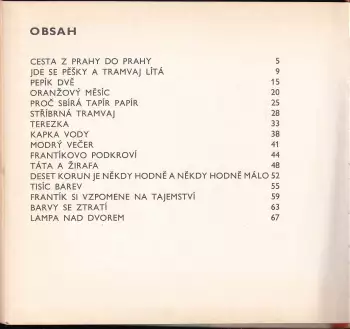 OBSAH
CESTA Z PRAHY DO PRAHY 5
JDE SE PĚŠKY A TRAMVAJ LÍTÁ 9
PEPÍK DVĚ 15
ORANŽOVÝ MĚSÍC 20
PROČ SBÍRÁ TAPÍR PAPÍR 25
STŘÍBRNÁ TRAMVAJ 28
TEREZKA 33
KAPKA VODY 38
MODRÝ VEČER 41
FRANTÍKOVO PODKROVÍ 44
TÁTA A ŽIRAFA 48
DESET KORUN JE NĚKDY HODNĚ A NĚKDY HODNĚ MÁLO 52
TISÍC BAREV 55
FRANTÍK SI VZPOMENE NA TAJEMSTVÍ 59
BARVY SE ZTRATÍ 63
LAMPA NAD DVOREM 67